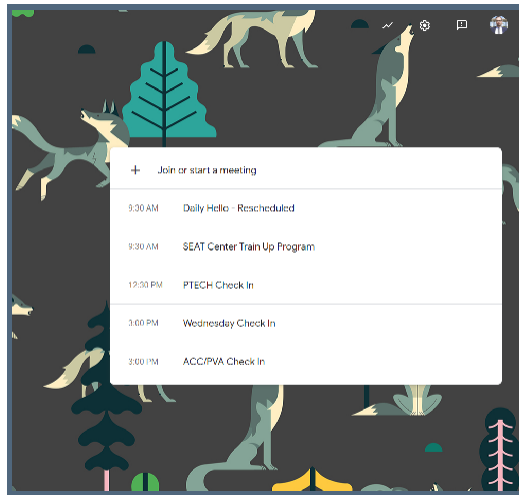 Join or start a meeting
9:30 AM Daily Hello - Rescheduled
9:30 AM SEAT Center Train Up Program
12:30 PM PTECH Check In
3:00 PM Wednesday Check In
3:00 PM ACC/PVA Check In